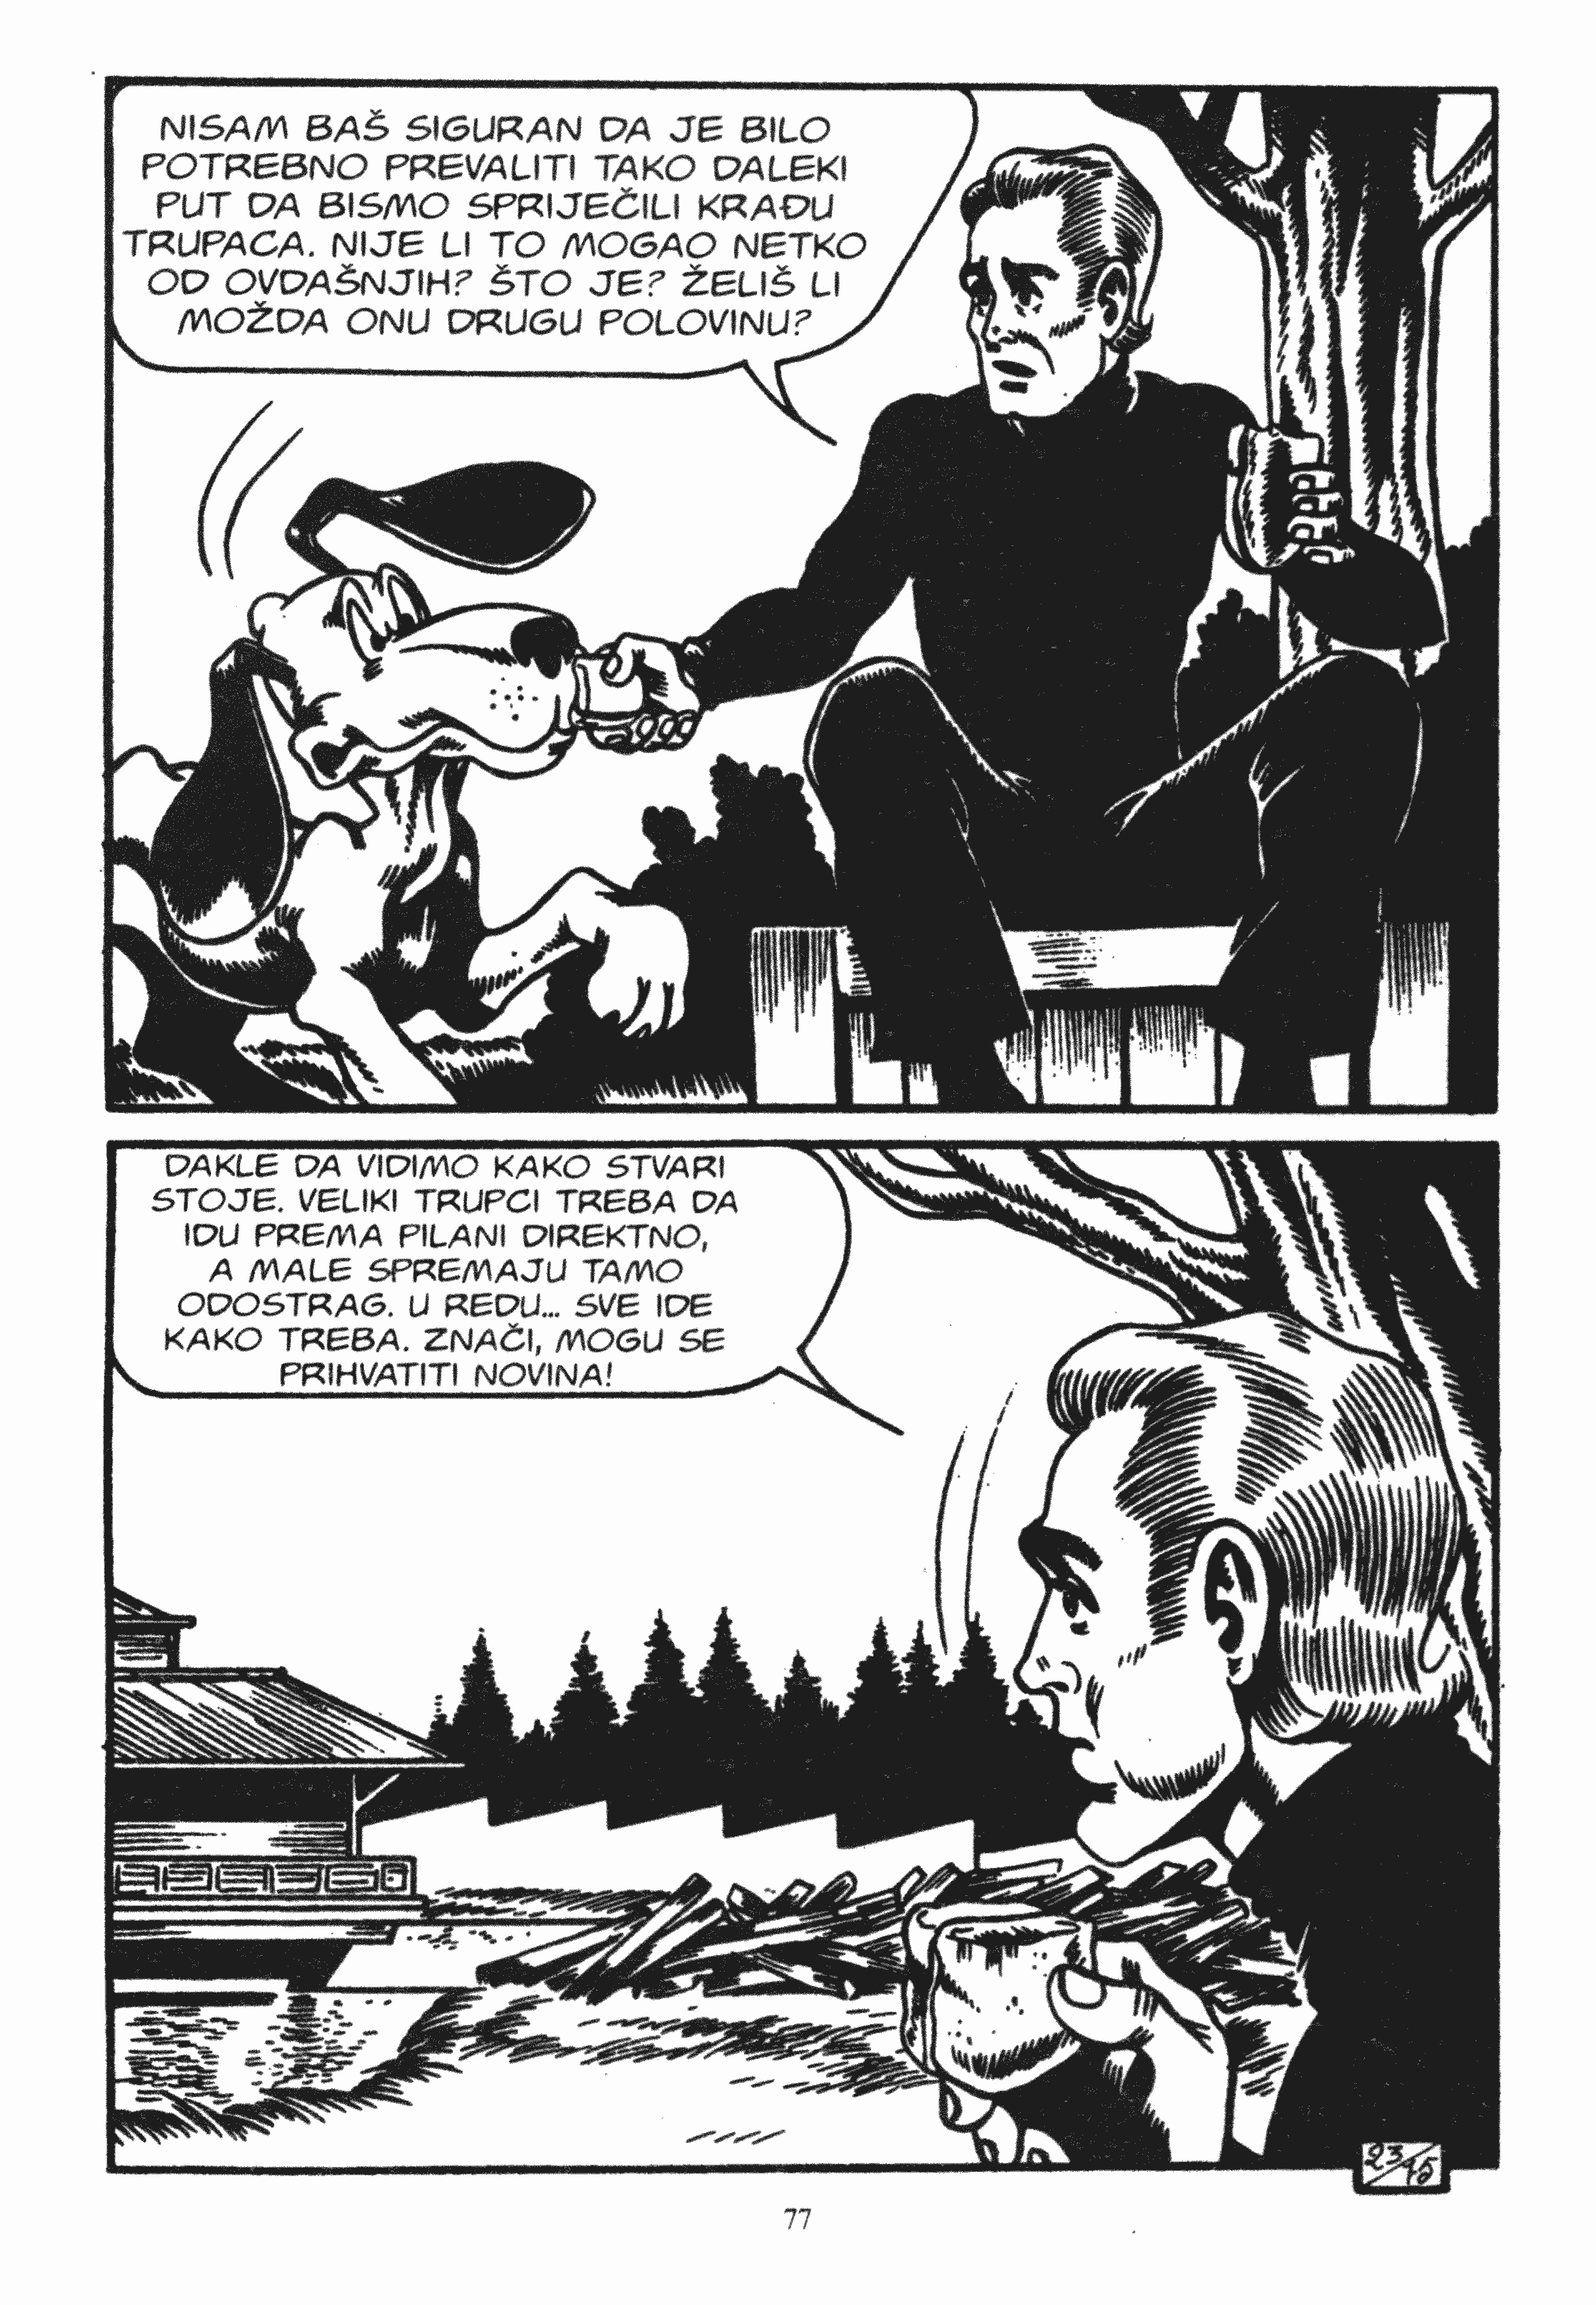 NISAM BAŠ SIGURAN DA JE BILO
POTREBNO PREVALITI TAKO DALEKI
PUT DA BISMO SPRIJEČILI KRAĐU
TRUPACA. NIJE LI TO MOGAO NETKO
OD OVDAŠNJIH? ŠTO JE? ŽELIŠ LI
MOŽDA ONU DRUGU POLOVINU?
DAKLE DA VIDIMO KAKO STVARI
STOJE. VELIKI TRUPCI TREBA DA
IDU PREMA PILANI DIREKTNO,
A MALE SPREMAJU TAMO
ODOSTRAG. U REDU... SVE IDE
KAKO TREBA. ZNAČI, MOGU SE
PRIHVATITI NOVINA!
23/45
77